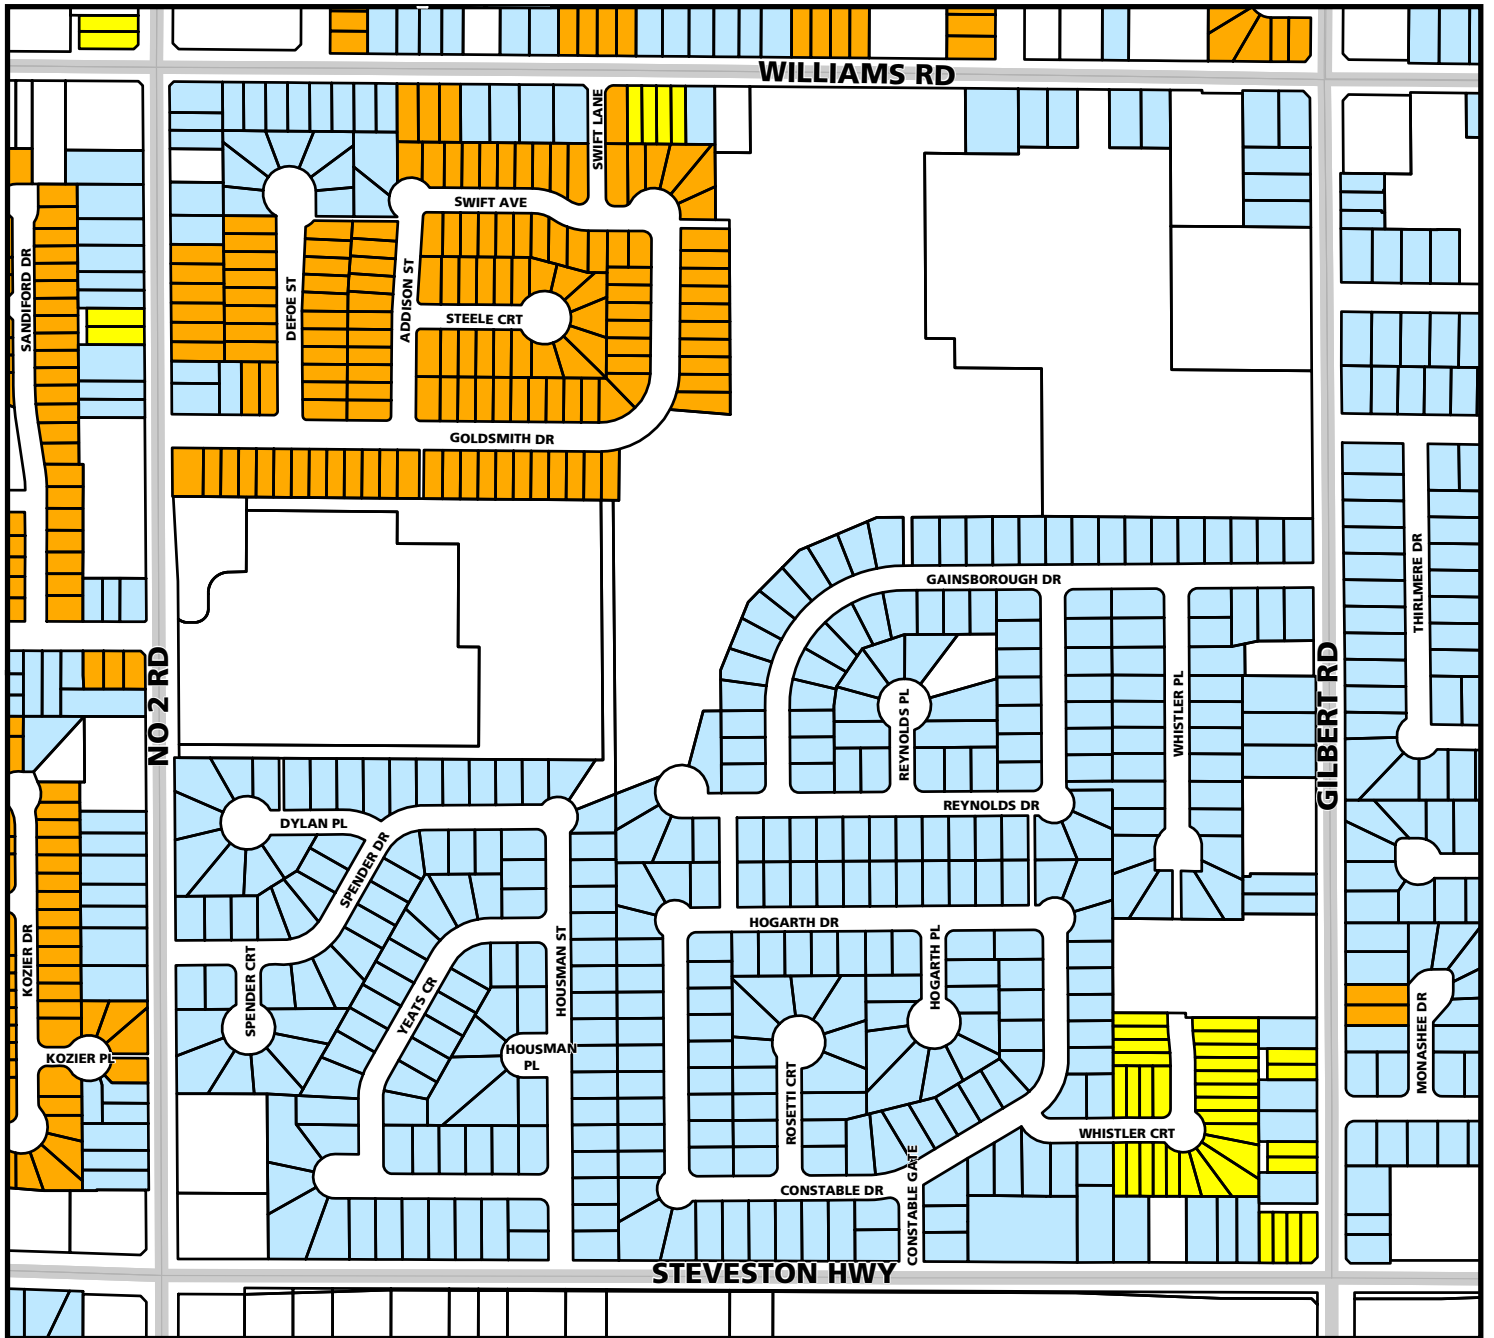 WILLIAMS RD
SWIFT LANE
SWIFT AVE
SANDIFORD DR
DEFOE ST
ADDISON ST
STEELE CRT
GOLDSMITH DR
GAINSBOROUGH DR
THIRLMERE DR
NO 2 RD
GILBERT RD
WHISTLER PL
REYNOLDS PL
REYNOLDS DR
DYLAN PL
SPENDER DR
HOGARTH DR
KOZIER DR
SPENDER CRT
YEATS CR
HOUSMAN ST
HOGARTH PL
MONASHEE DR
KOZIER PL
HOUSMAN
PL
ROSETTI CRT
WHISTLER CRT
CONSTABLE DR
CONSTABLE GATE
STEVESTON HWY